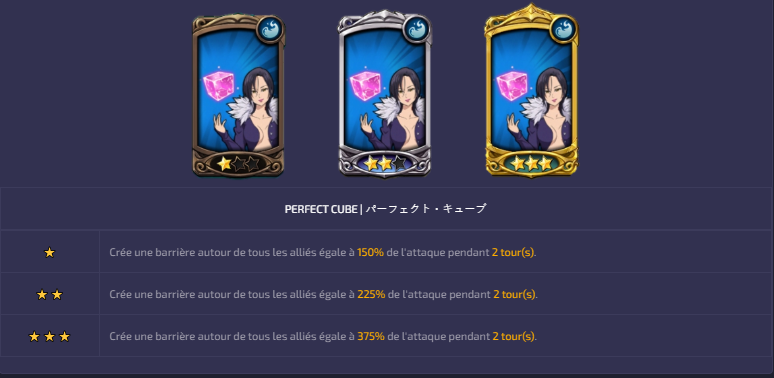 PERFECT CUBE | パーフェクト・キューブ
Crée une barrière autour de tous les alliés égale à 150% de l'attaque pendant 2 tour(s).
Crée une barrière autour de tous les alliés égale à 225% de l'attaque pendant 2 tour(s).
Crée une barrière autour de tous les alliés égale à 375% de l'attaque pendant 2 tour(s).